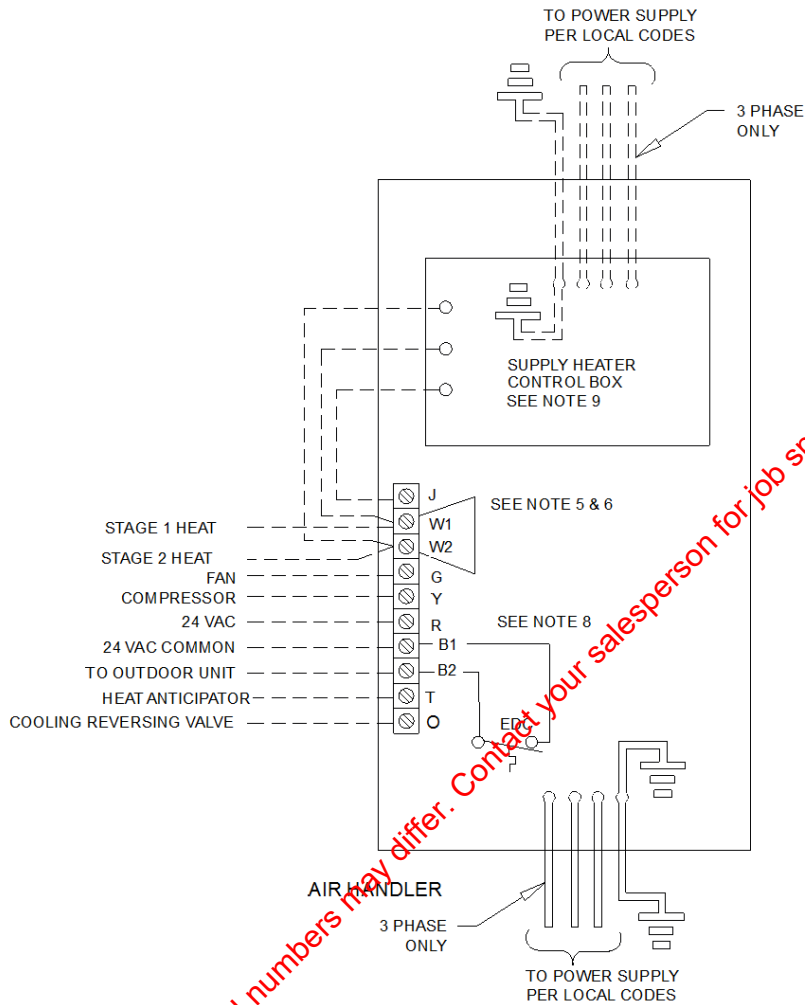 TO POWER SUPPLY
PER LOCAL CODES
3 PHASE
ONLY
SUPPLY HEATER
CONTROL BOX
SEE NOTE 9
J
SEE NOTE 5 & 6
STAGE 1 HEAT
W1
STAGE 2 HEAT
W2
FAN
G
COMPRESSOR
Y
24 VAC
R
SEE NOTE 8
24 VAC COMMON
B1
TO OUTDOOR UNIT
B2
HEAT ANTICIPATOR
T
COOLING REVERSING VALVE
O
EDC
AIR HANDLER
3 PHASE
ONLY
TO POWER SUPPLY
PER LOCAL CODES
numbers may differ. Contact your salesperson for job